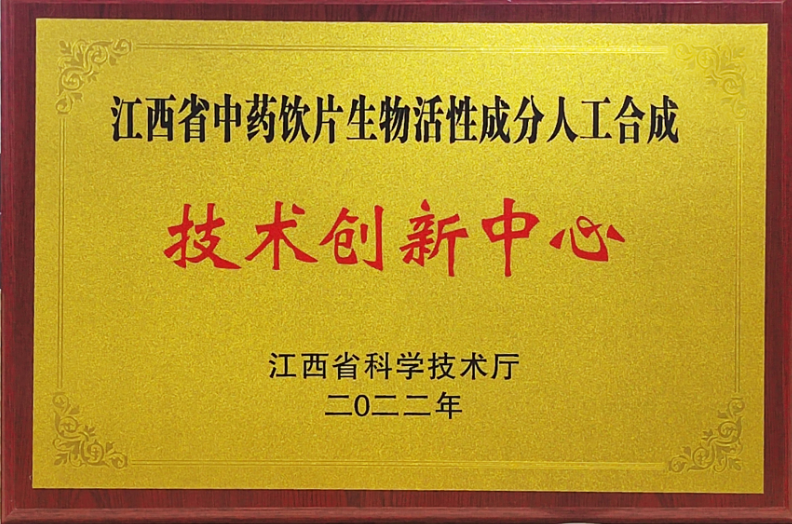 江西省中药饮片生物活性成分人工合成
技术创新中心
江西省科学技术厅
二0二二年